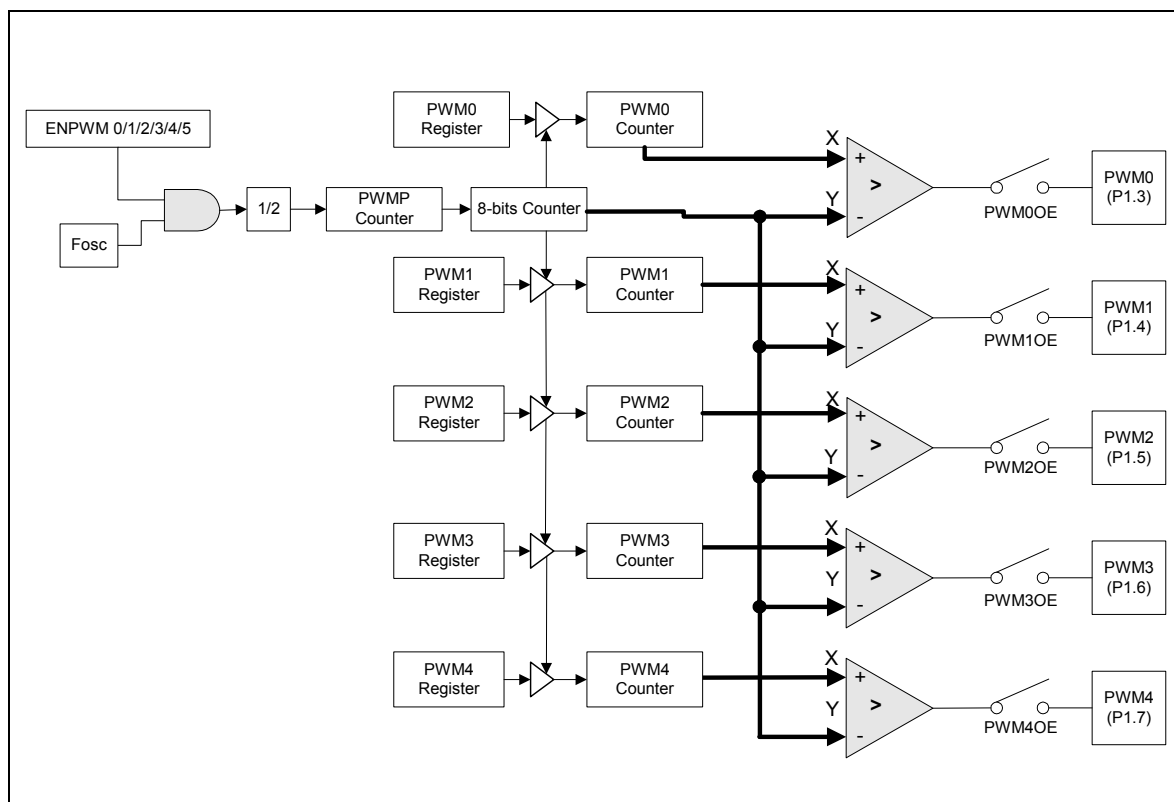 ENPWM 0/1/2/3/4/5
Fosc
1/2
PWMP
Counter
8-bits Counter
PWM0
Register
PWM0
Counter
X
+
>
Y
-
PWM0OE
PWM0
(P1.3)
PWM1
Register
PWM1
Counter
X
+
>
Y
-
PWM1OE
PWM1
(P1.4)
PWM2
Register
PWM2
Counter
X
+
>
Y
-
PWM2OE
PWM2
(P1.5)
PWM3
Register
PWM3
Counter
X
+
>
Y
-
PWM3OE
PWM3
(P1.6)
PWM4
Register
PWM4
Counter
X
+
>
Y
-
PWM4OE
PWM4
(P1.7)